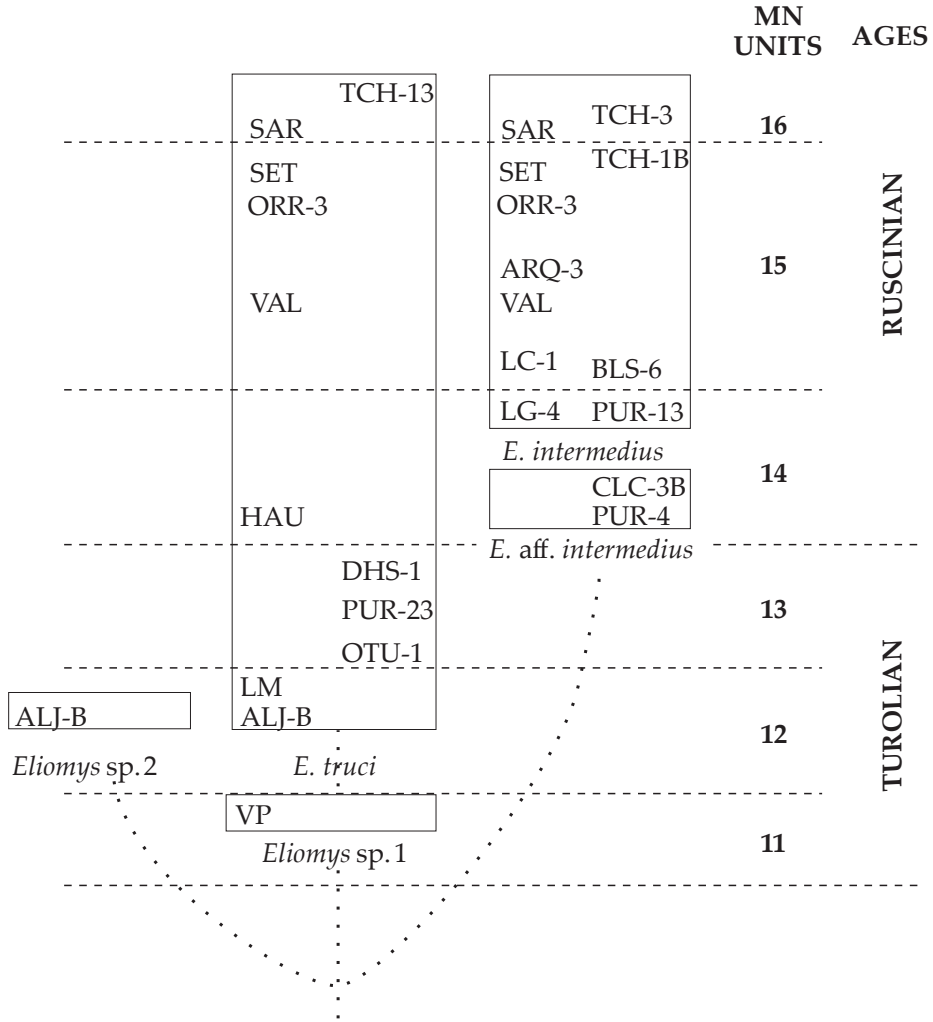 MN
UNITS
AGES
TCH-13
TCH-3
SAR
SAR
16
TCH-1B
SET
SET
ORR-3
ORR-3
RUSCINIAN
ARQ-3
15
VAL
VAL
LC-1
BLS-6
LG-4
PUR-13
E. intermedius
14
CLC-3B
HAU
PUR-4
E. aff. intermedius
DHS-1
PUR-23
13
OTU-1
TUROLIAN
LM
ALJ-B
ALJ-B
12
Eliomys sp.2
E. truci
VP
11
Eliomys sp.1